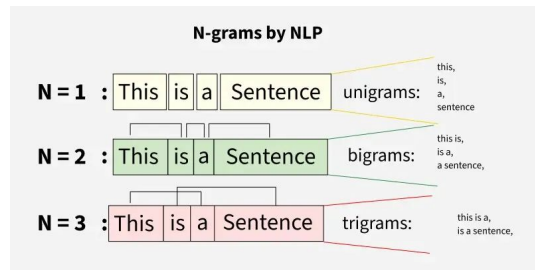 N-grams by NLP
N = 1 : This is a Sentence unigrams:
this,
is,
a,
sentence
N = 2 : This is a Sentence bigrams:
this is,
is a,
a sentence,
N = 3 : This is a Sentence trigrams:
this is a,
is a sentence,